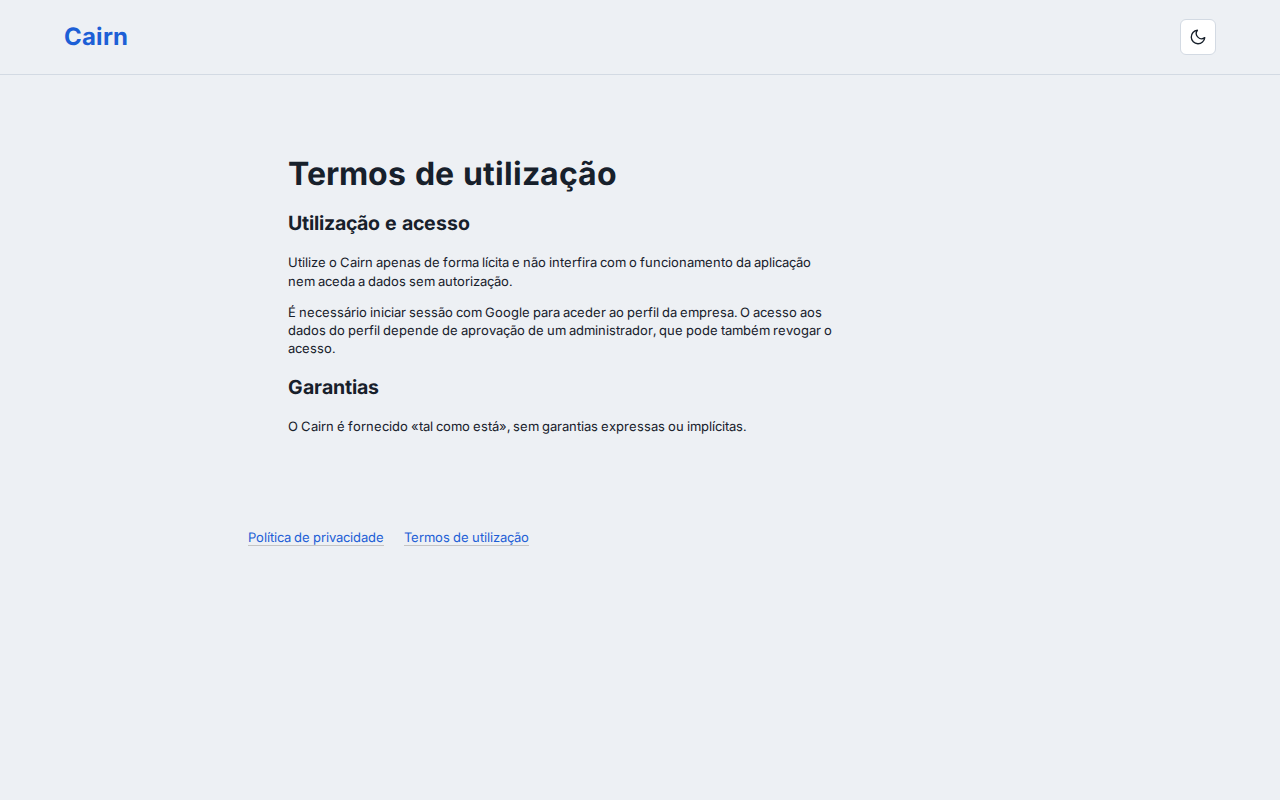 Cairn
Termos de utilização
Utilização e acesso
Utilize o Cairn apenas de forma lícita e não interfira com o funcionamento da aplicação
nem aceda a dados sem autorização.
É necessário iniciar sessão com Google para aceder ao perfil da empresa. O acesso aos
dados do perfil depende de aprovação de um administrador, que pode também revogar o
acesso.
Garantias
O Cairn é fornecido «tal como está», sem garantias expressas ou implícitas.
Política de privacidade Termos de utilização